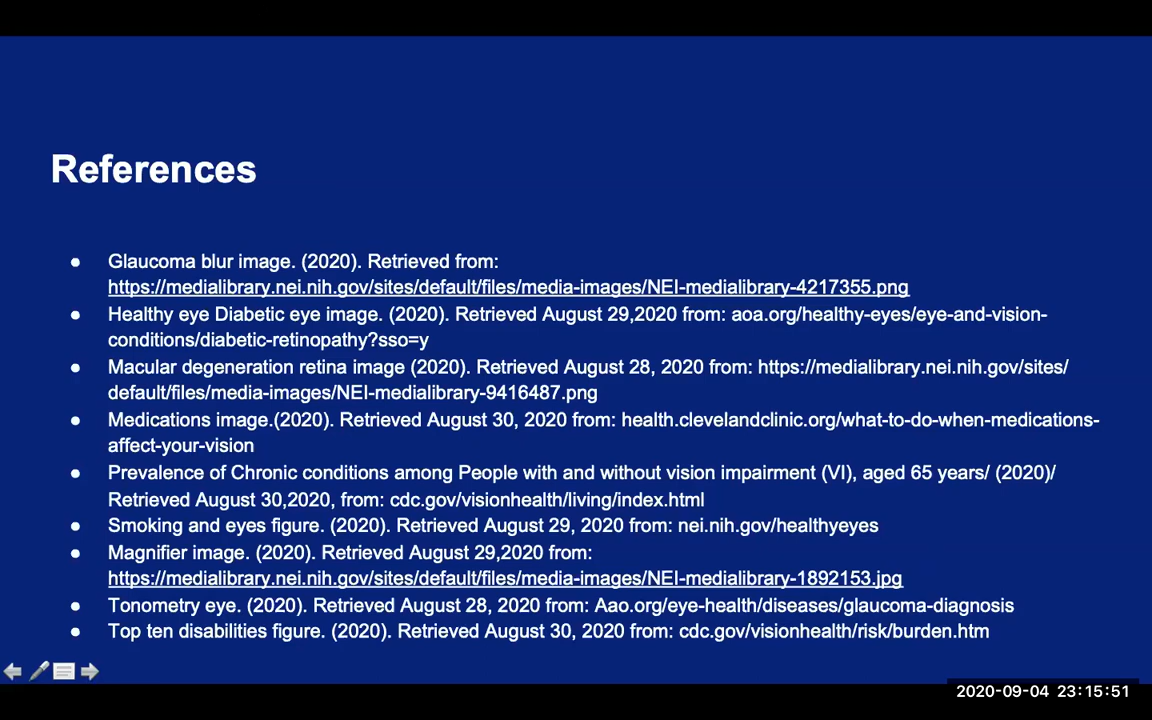 References
● Glaucoma blur image. (2020). Retrieved from:
https://medialibrary.nei.nih.gov/sites/default/files/media-images/NEI-medialibrary-4217355.png
● Healthy eye Diabetic eye image. (2020). Retrieved August 29,2020 from: aoa.org/healthy-eyes/eye-and-vision-
conditions/diabetic-retinopathy?sso=y
● Macular degeneration retina image (2020). Retrieved August 28, 2020 from: https://medialibrary.nei.nih.gov/sites/
default/files/media-images/NEI-medialibrary-9416487.png
● Medications image.(2020). Retrieved August 30, 2020 from: health.clevelandclinic.org/what-to-do-when-medications-
affect-your-vision
● Prevalence of Chronic conditions among People with and without vision impairment (VI), aged 65 years/ (2020)/
Retrieved August 30,2020, from: cdc.gov/visionhealth/living/index.html
● Smoking and eyes figure. (2020). Retrieved August 29, 2020 from: nei.nih.gov/healthyeyes
● Magnifier image. (2020). Retrieved August 29,2020 from:
https://medialibrary.nei.nih.gov/sites/default/files/media-images/NEI-medialibrary-1892153.jpg
● Tonometry eye. (2020). Retrieved August 28, 2020 from: Aao.org/eye-health/diseases/glaucoma-diagnosis
● Top ten disabilities figure. (2020). Retrieved August 30, 2020 from: cdc.gov/visionhealth/risk/burden.htm
2020-09-04 23:15:51